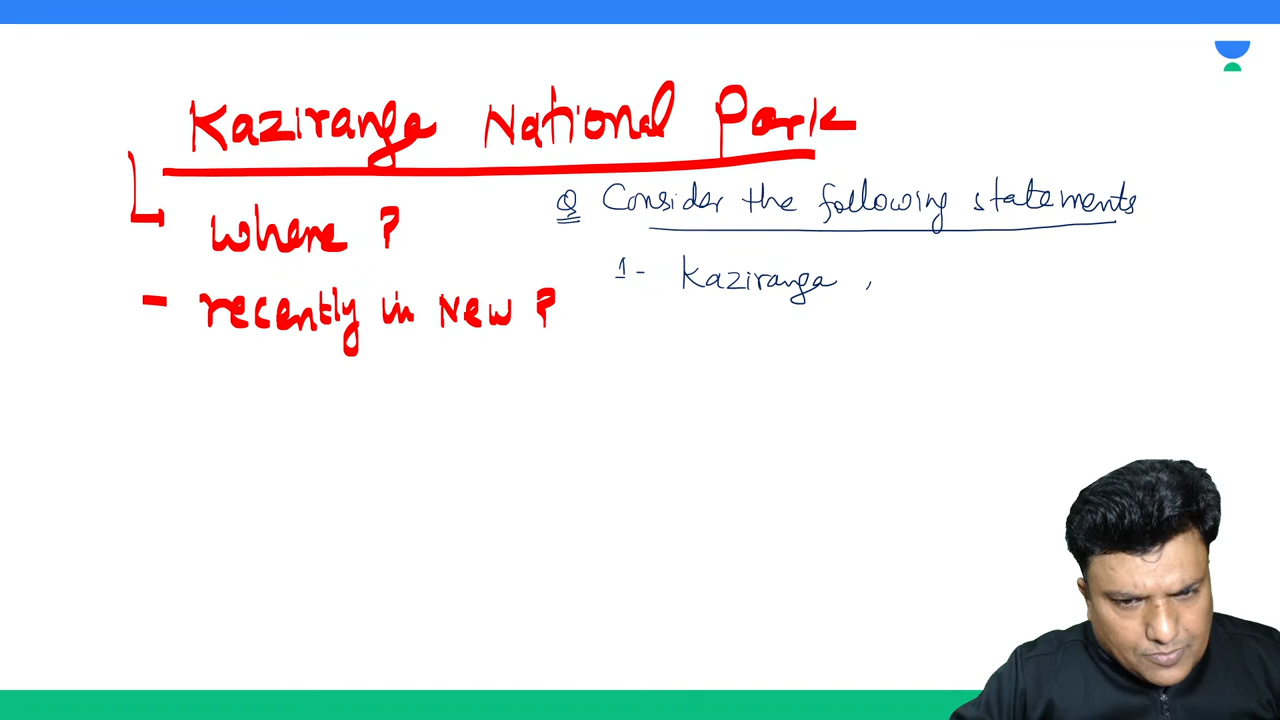 Kaziranga National Park
where ?
- recently in New ?
Q Consider the following statements
1- Kaziranga ,